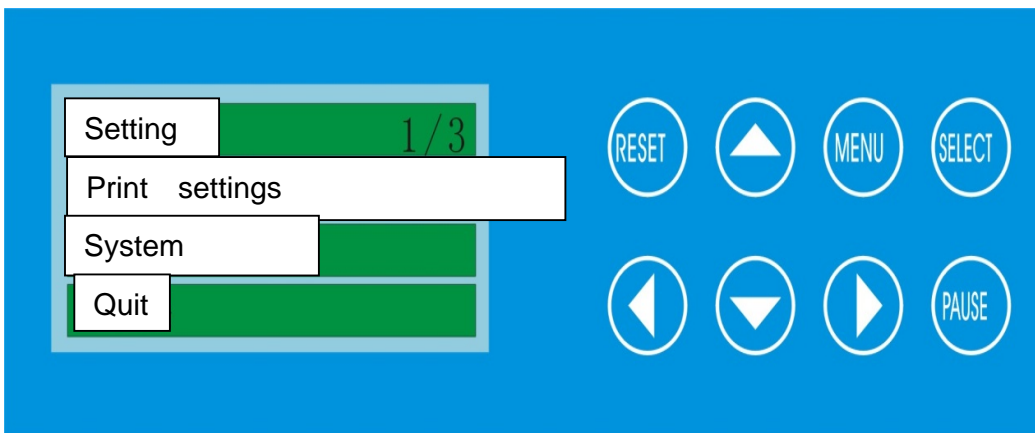 Setting 1/3
Print settings
System
Quit
RESET MENU SELECT
PAUSE